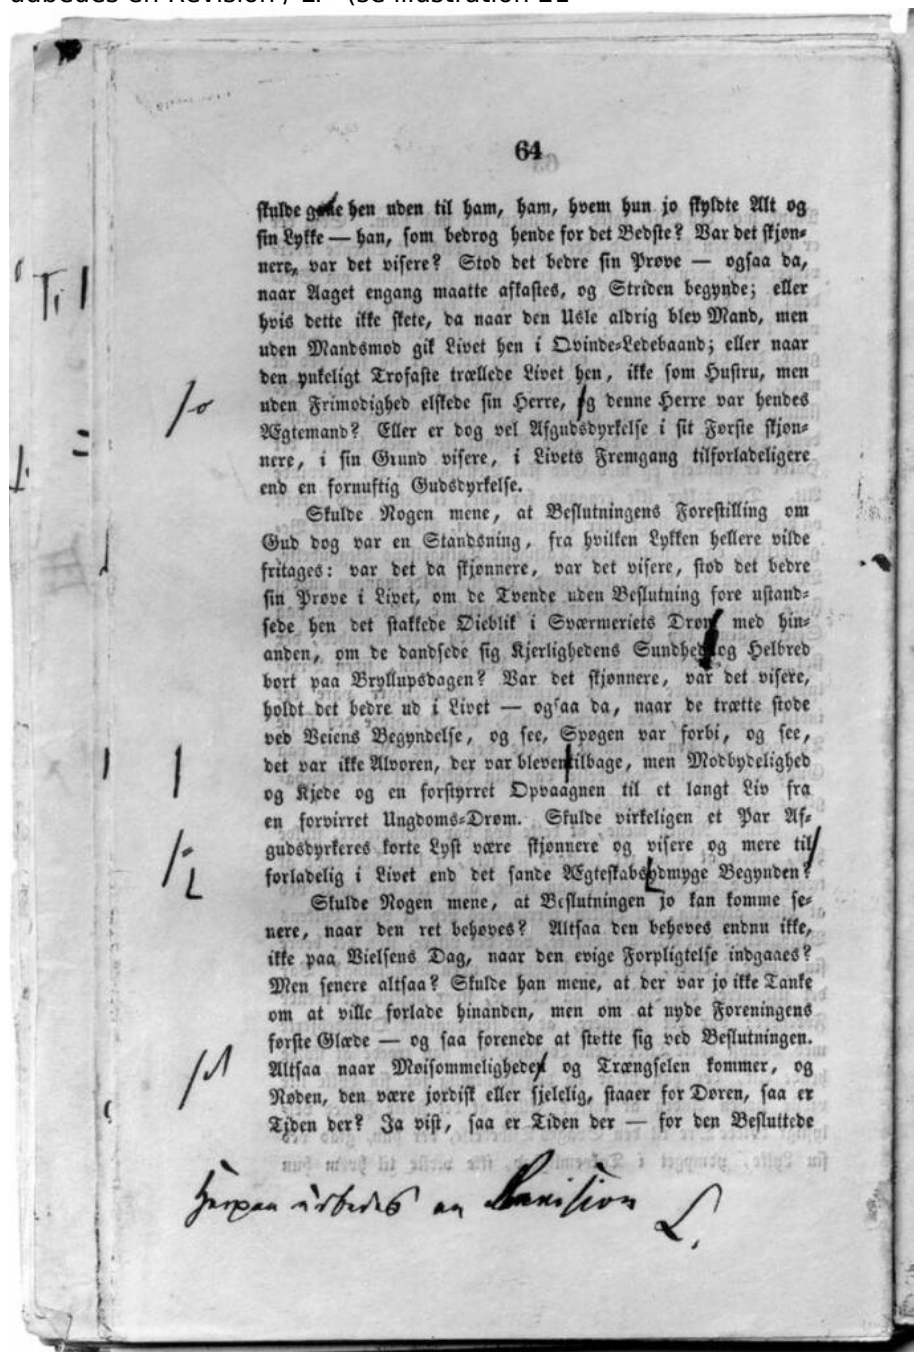 udbedes en Revision / L. (se illustration 21
64
skulde gaae hen uden til ham, ham, hvem hun jo skyldte Alt og
sin Lykke — han, som bedrog hende for det Bedste? Var det skjøn=
nere, var det visere? Stod det bedre sin Prøve — ogsaa da,
naar Aaget engang maatte afkastes, og Striden begynde; eller
hvis dette ikke skete, da naar den Usle aldrig blev Mand, men
uden Mandsmod gik Livet hen i Qvinde=Ledebaand; eller naar
den ynkeligt Trofaste trællede Livet hen, ikke som Hustru, men
uden Frimodighed elskede sin Herre, og denne Herre var hendes
Ægtemand? Eller er dog vel Afgudsdyrkelse i sit Første skjøn=
nere, i sin Grund visere, i Livets Fremgang tilforladeligere
end en fornuftig Gudsdyrkelse.
Skulde Nogen mene, at Beslutningens Forestilling om
Gud dog var en Standsning, fra hvilken Lykken hellere vilde
fritages: var det da skjønnere, var det visere, stod det bedre
sin Prøve i Livet, om de Tvende uden Beslutning fore ustand=
sede hen det stakkede Øieblik i Sværmeriets Drøm med hin=
anden, om de dandsede sig Kjerlighedens Sundhed og Helbred
bort paa Bryllupsdagen? Var det skjønnere, var det visere,
holdt det bedre ud i Livet — ogsaa da, naar de trætte stode
ved Veiens Begyndelse, og see, Spøgen var forbi, og see,
det var ikke Alvoren, der var bleven tilbage, men Modbydelighed
og Kjede og en forstyrret Opvaagnen til et langt Liv fra
en forvirret Ungdoms=Drøm. Skulde virkeligen et Par Af=
gudsdyrkeres korte Lyst være skjønnere og visere og mere til
forladelig i Livet end det sande Ægteskabs ydmyge Begynden?
Skulde Nogen mene, at Beslutningen jo kan komme se=
nere, naar den ret behøves? Altsaa den behøves endnu ikke,
ikke paa Vielsens Dag, naar den evige Forpligtelse indgaaes?
Men senere altsaa? Skulde han mene, at der var jo ikke Tanke
om at ville forlade hinanden, men om at nyde Foreningens
første Glæde — og saa forenede at støtte sig ved Beslutningen.
Altsaa naar Møisommeligheden og Trængselen kommer, og
Nøden, den være jordisk eller sjelelig, staaer for Døren, saa er
Tiden der? Ja vist, saa er Tiden der — for den Besluttede
Herpaa udbedes en Revision
L.